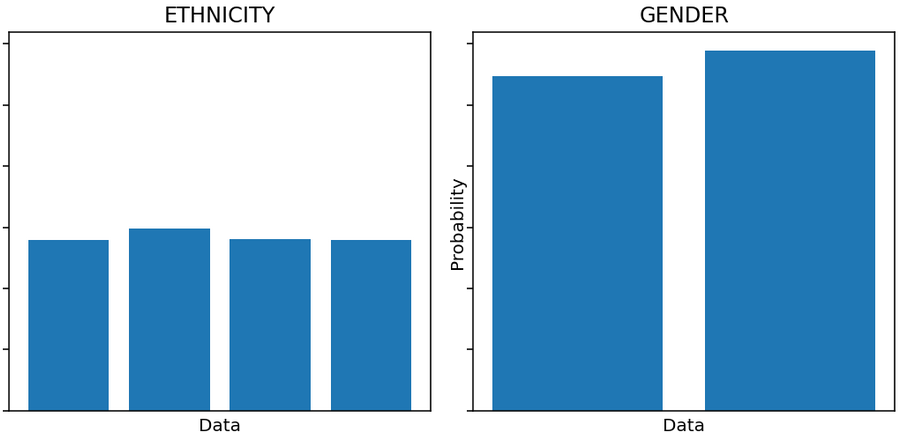 ETHNICITY
Data
GENDER
Probability
Data